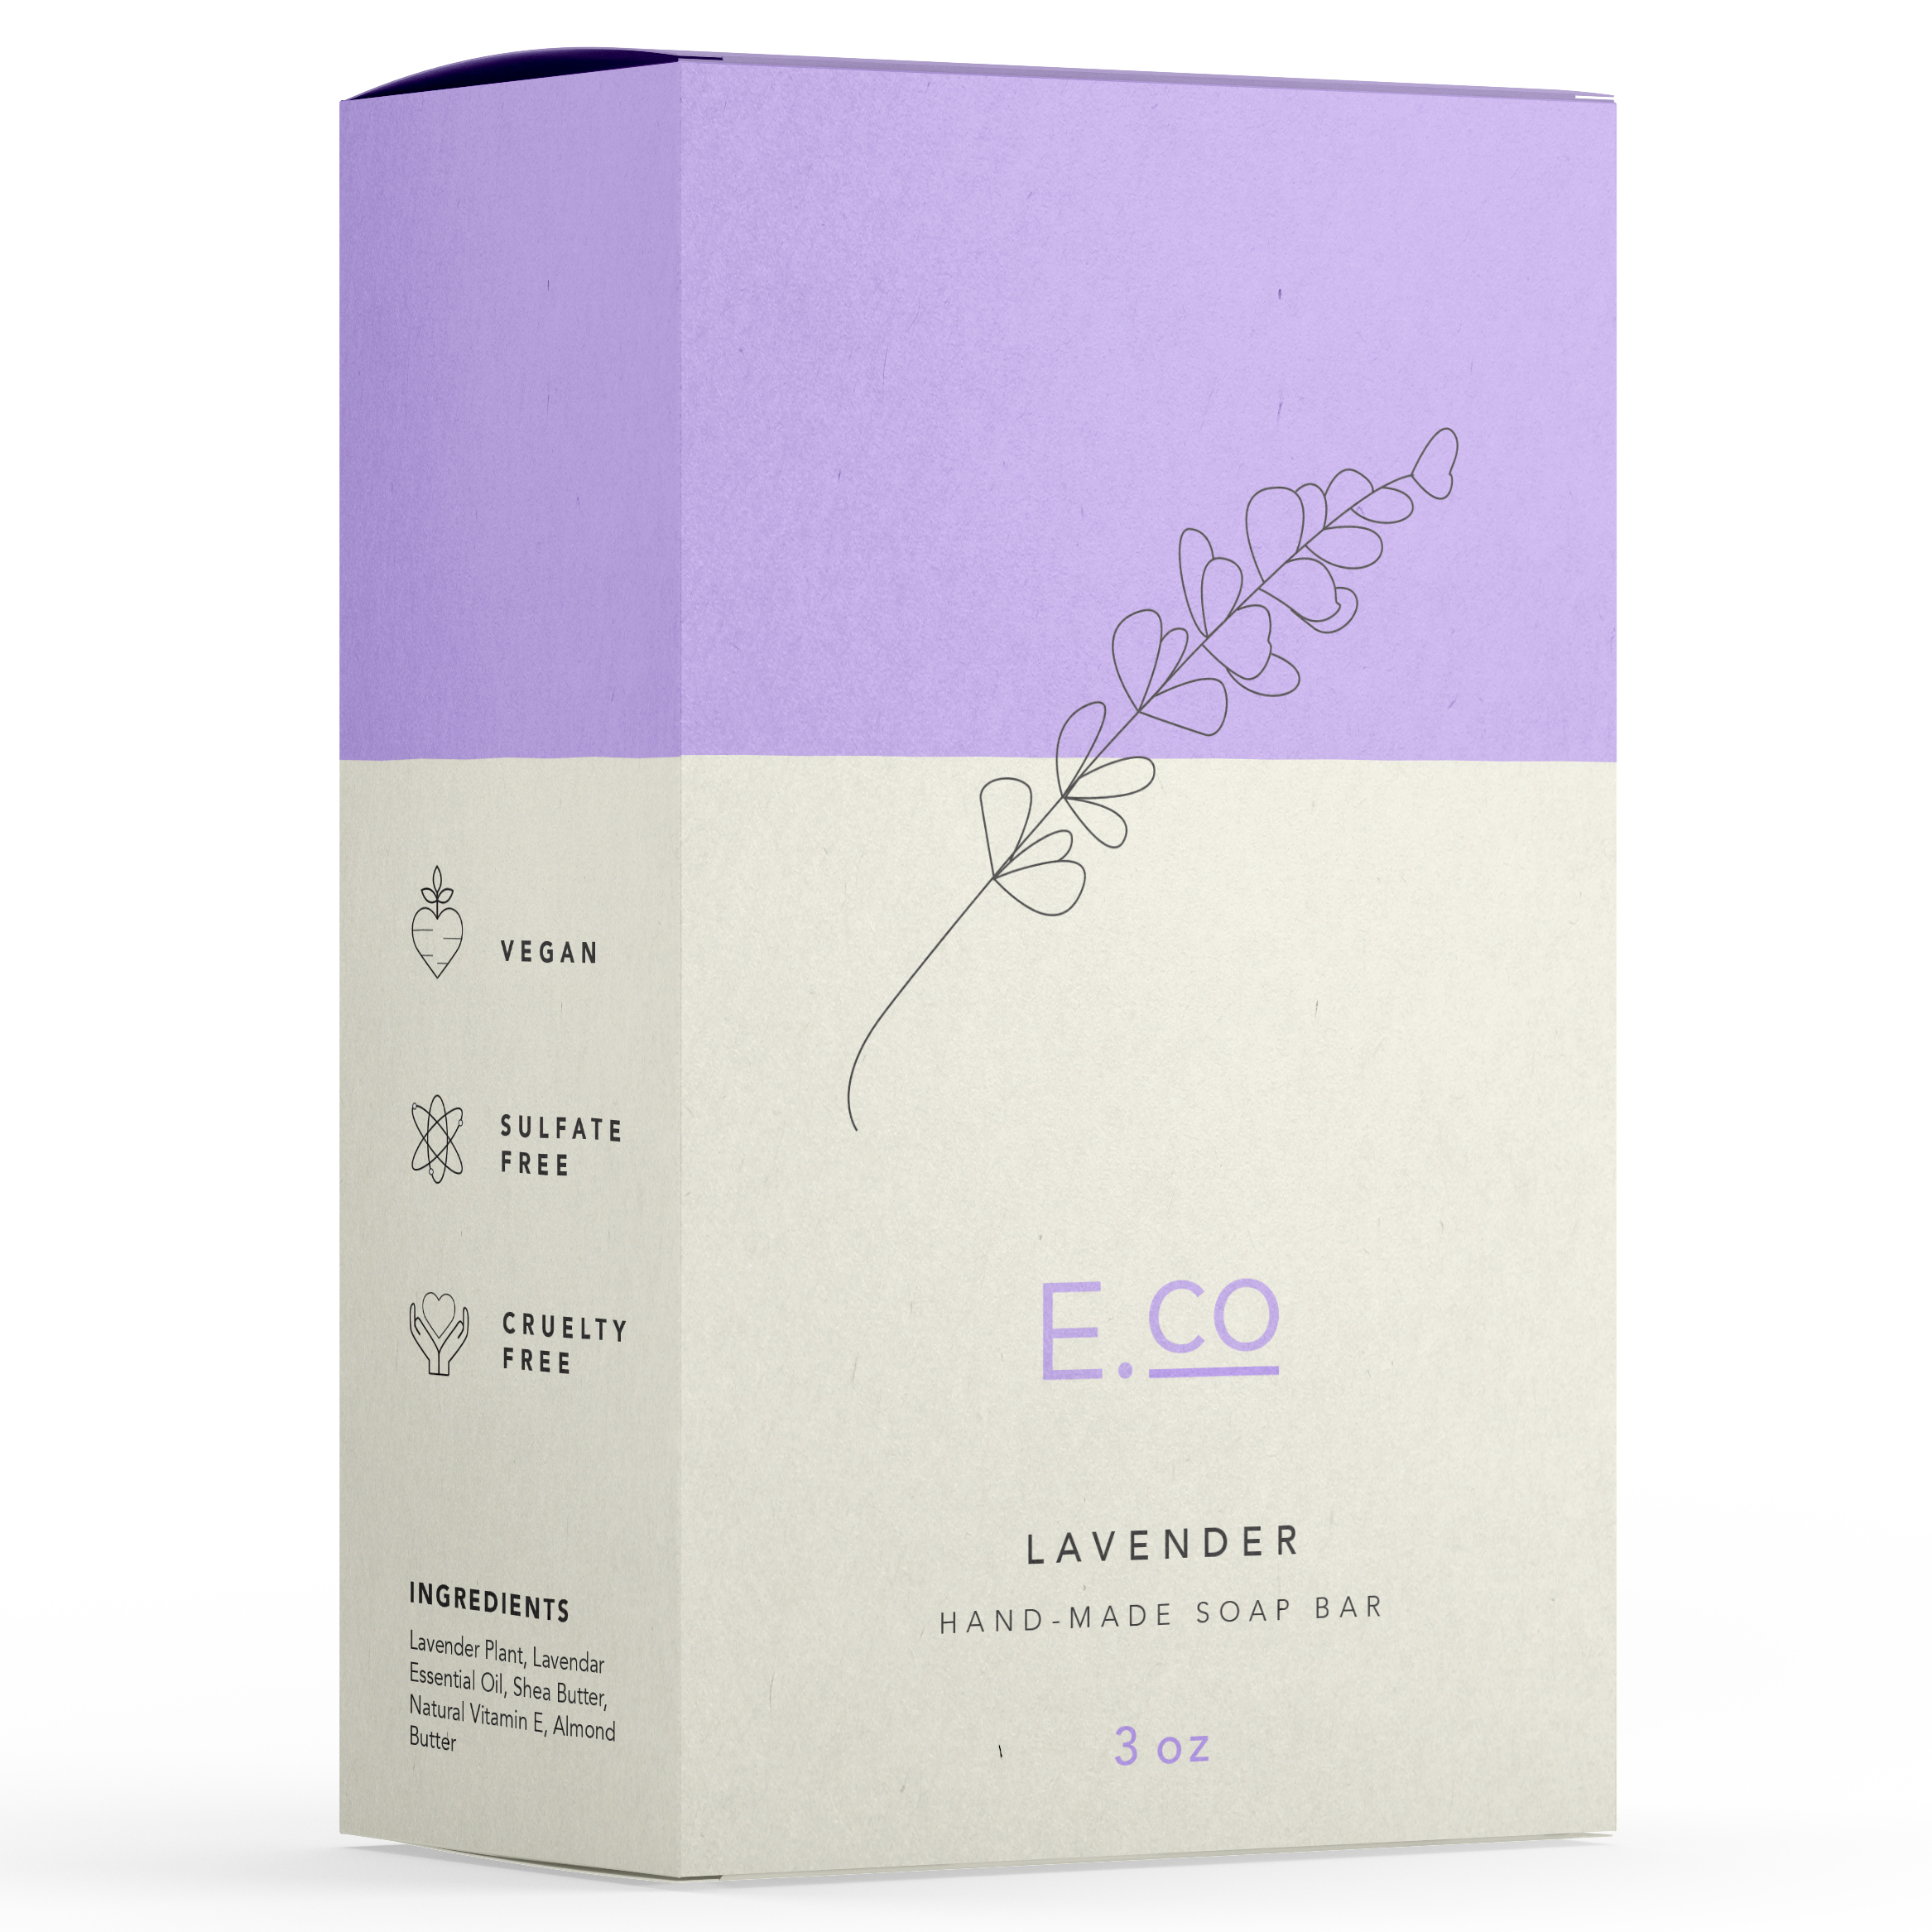 VEGAN
SULFATE
FREE
CRUELTY
FREE
INGREDIENTS
Lavender Plant, Lavendar
Essential Oil, Shea Butter,
Natural Vitamin E, Almond
Butter
E.CO
LAVENDER
HAND-MADE SOAP BAR
3 oz